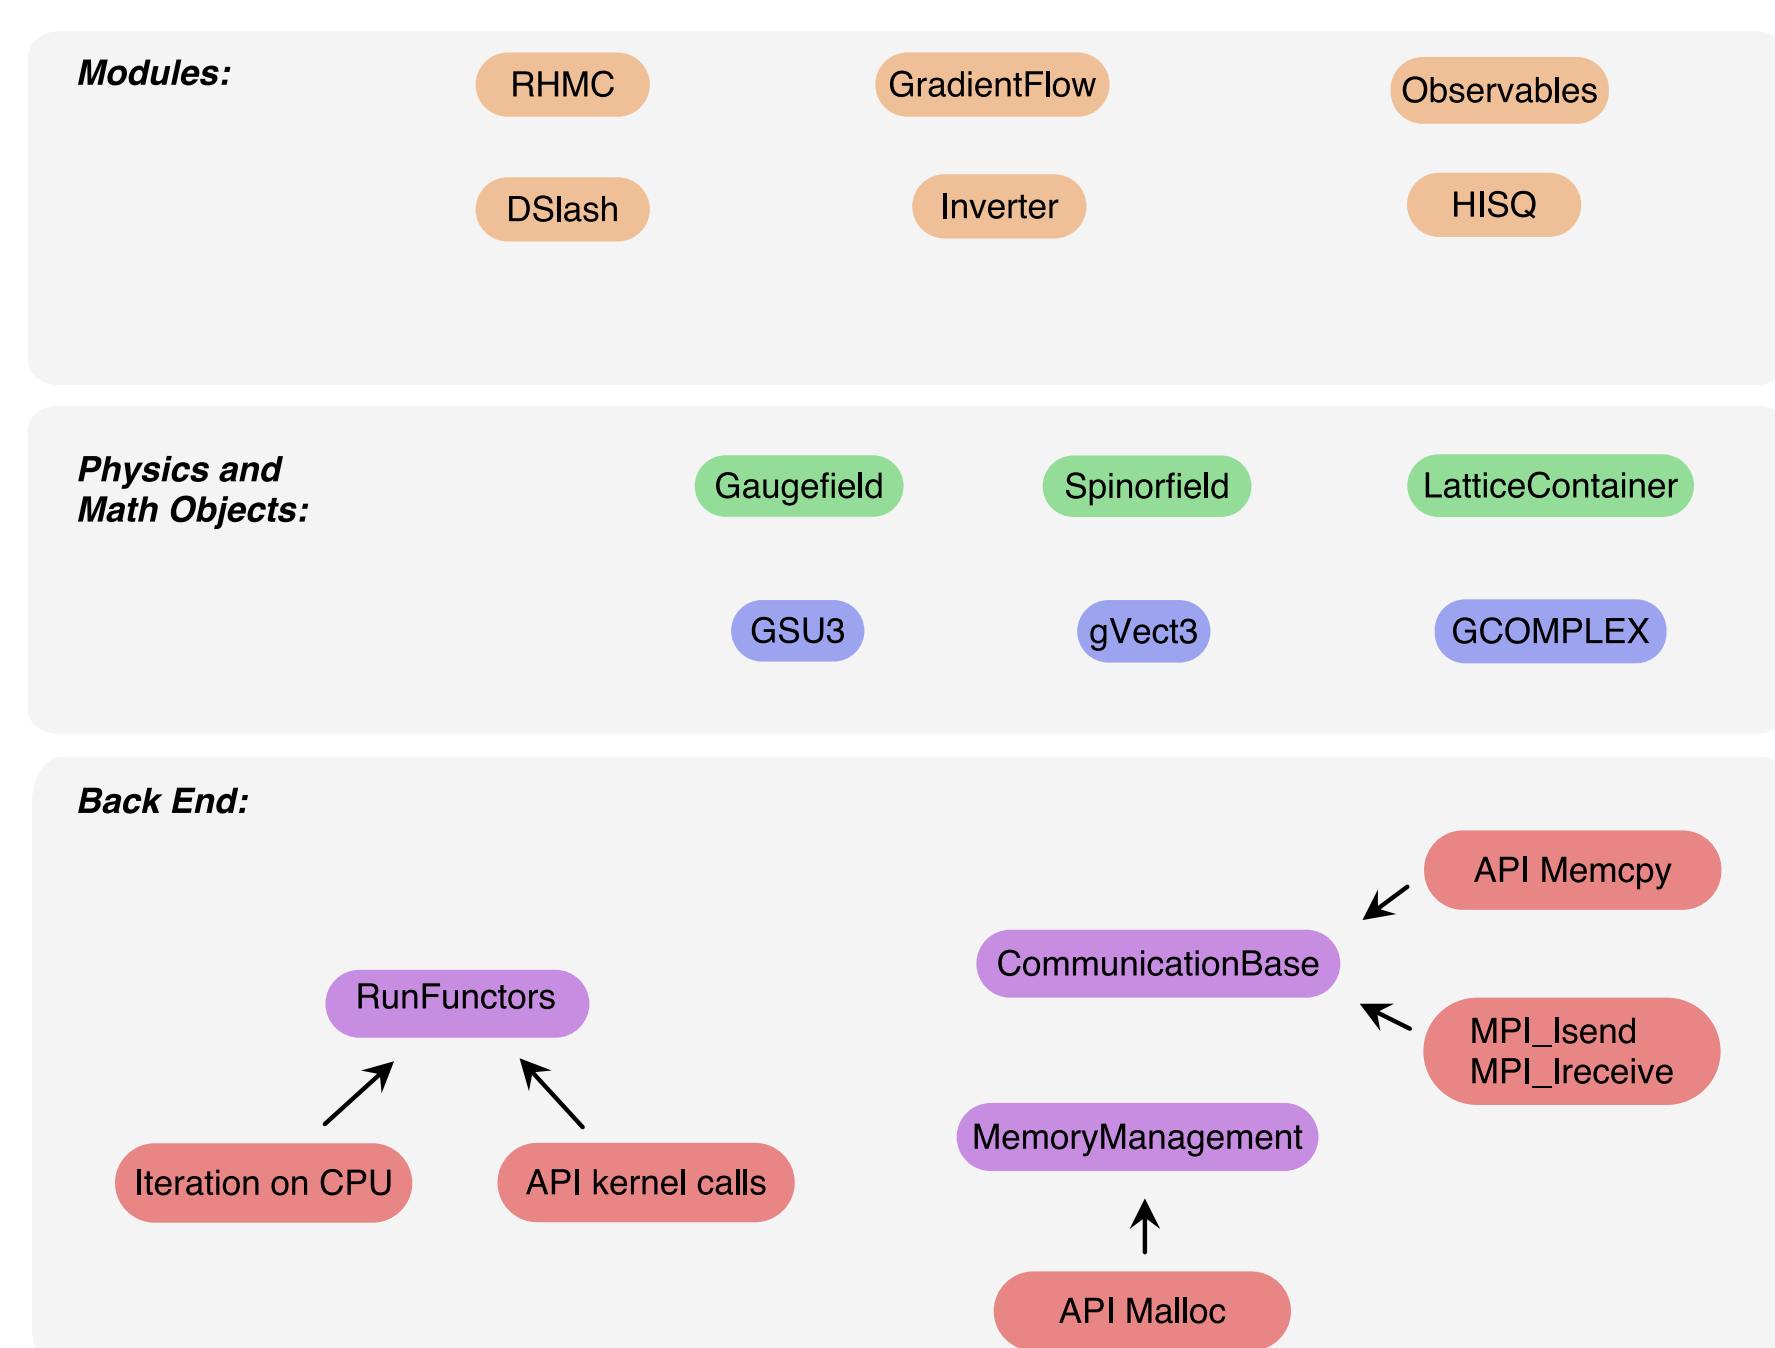 Modules:
RHMC
GradientFlow
Observables
DSlash
Inverter
HISQ
Physics and
Math Objects:
Gaugefield
Spinorfield
LatticeContainer
GSU3
gVect3
GCOMPLEX
Back End:
API Memcpy
CommunicationBase
RunFunctors
MPI_Isend
MPI_Ireceive
MemoryManagement
Iteration on CPU
API kernel calls
API Malloc